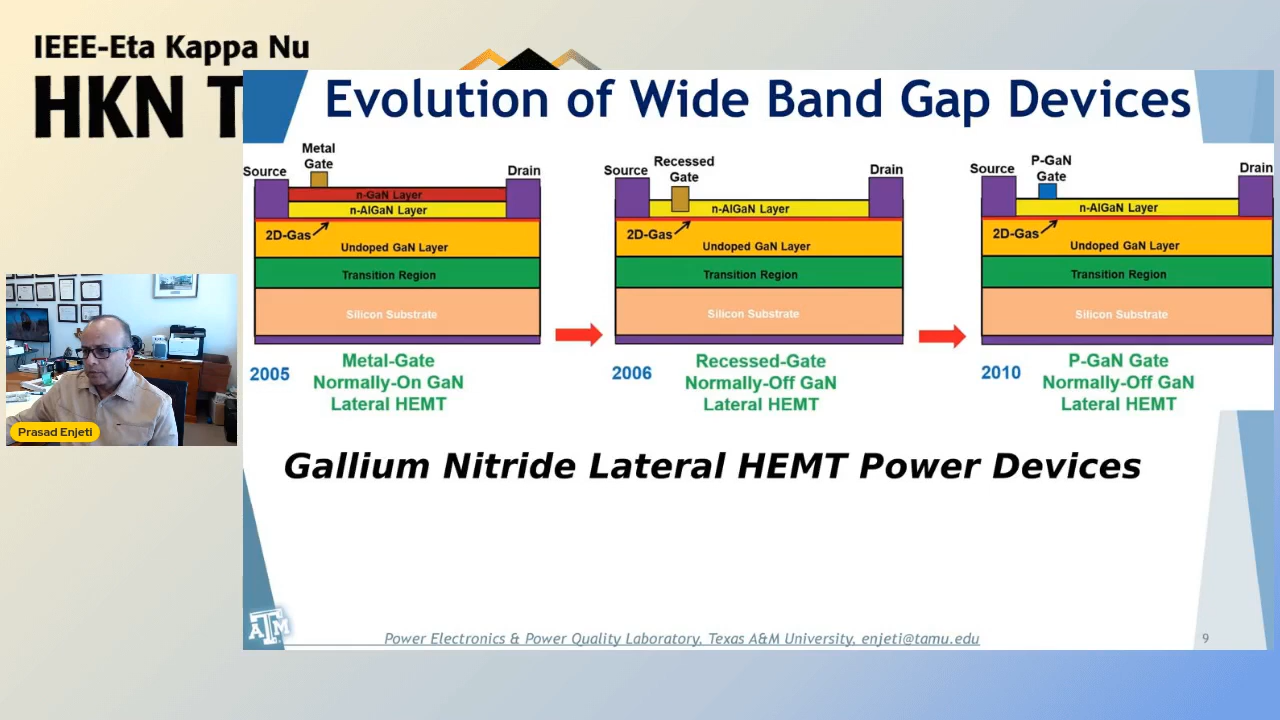 IEEE-Eta Kappa Nu
HKN T
Evolution of Wide Band Gap Devices
Metal
Gate
Source
Drain
n-GaN Layer
n-AlGaN Layer
2D-Gas
Undoped GaN Layer
Transition Region
Silicon Substrate
2005
Metal-Gate
Normally-On GaN
Lateral HEMT
Recessed
Gate
Source
Drain
n-AlGaN Layer
2D-Gas
Undoped GaN Layer
Transition Region
Silicon Substrate
2006
Recessed-Gate
Normally-Off GaN
Lateral HEMT
P-GaN
Gate
Source
Drain
n-AlGaN Layer
2D-Gas
Undoped GaN Layer
Transition Region
Silicon Substrate
2010
P-GaN Gate
Normally-Off GaN
Lateral HEMT
Prasad Enjeti
Gallium Nitride Lateral HEMT Power Devices
ATM
Power Electronics & Power Quality Laboratory, Texas A&M University, enjeti@tamu.edu
9